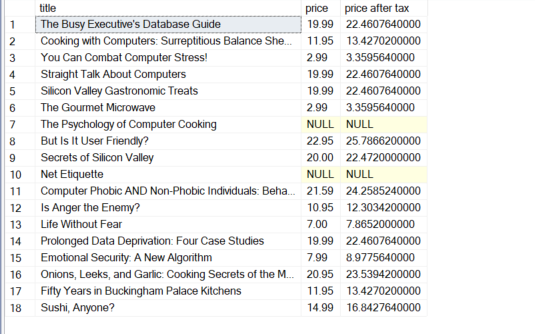 title price price after tax
1 The Busy Executive's Database Guide 19.99 22.4607640000
2 Cooking with Computers: Surreptitious Balance She... 11.95 13.4270200000
3 You Can Combat Computer Stress! 2.99 3.3595640000
4 Straight Talk About Computers 19.99 22.4607640000
5 Silicon Valley Gastronomic Treats 19.99 22.4607640000
6 The Gourmet Microwave 2.99 3.3595640000
7 The Psychology of Computer Cooking NULL NULL
8 But Is It User Friendly? 22.95 25.7866200000
9 Secrets of Silicon Valley 20.00 22.4720000000
10 Net Etiquette NULL NULL
11 Computer Phobic AND Non-Phobic Individuals: Beha... 21.59 24.2585240000
12 Is Anger the Enemy? 10.95 12.3034200000
13 Life Without Fear 7.00 7.8652000000
14 Prolonged Data Deprivation: Four Case Studies 19.99 22.4607640000
15 Emotional Security: A New Algorithm 7.99 8.9775640000
16 Onions, Leeks, and Garlic: Cooking Secrets of the M... 20.95 23.5394200000
17 Fifty Years in Buckingham Palace Kitchens 11.95 13.4270200000
18 Sushi, Anyone? 14.99 16.8427640000